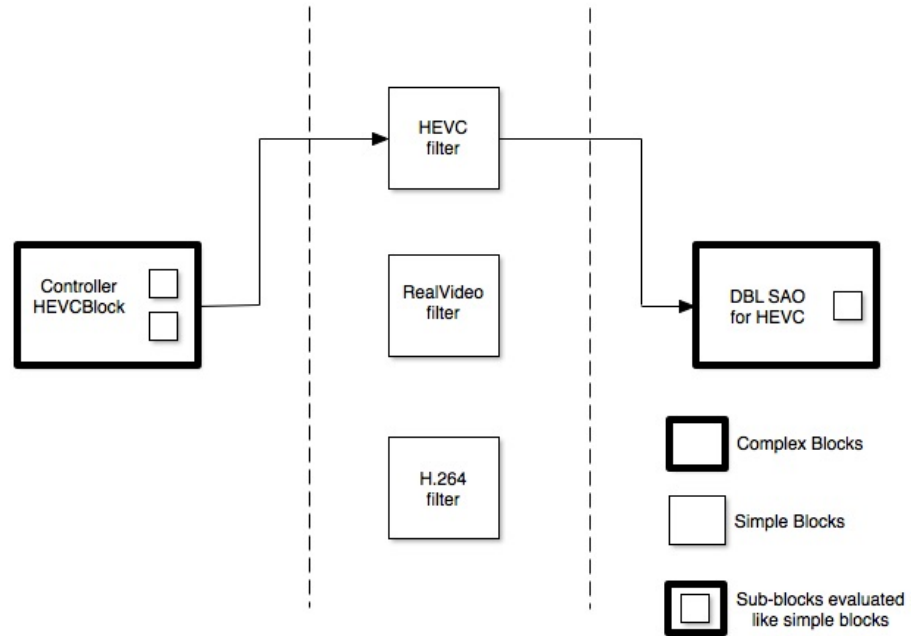 HEVC
filter
Controller
HEVCBlock
RealVideo
filter
DBL SAO
for HEVC
H.264
filter
Complex Blocks
Simple Blocks
Sub-blocks evaluated
like simple blocks